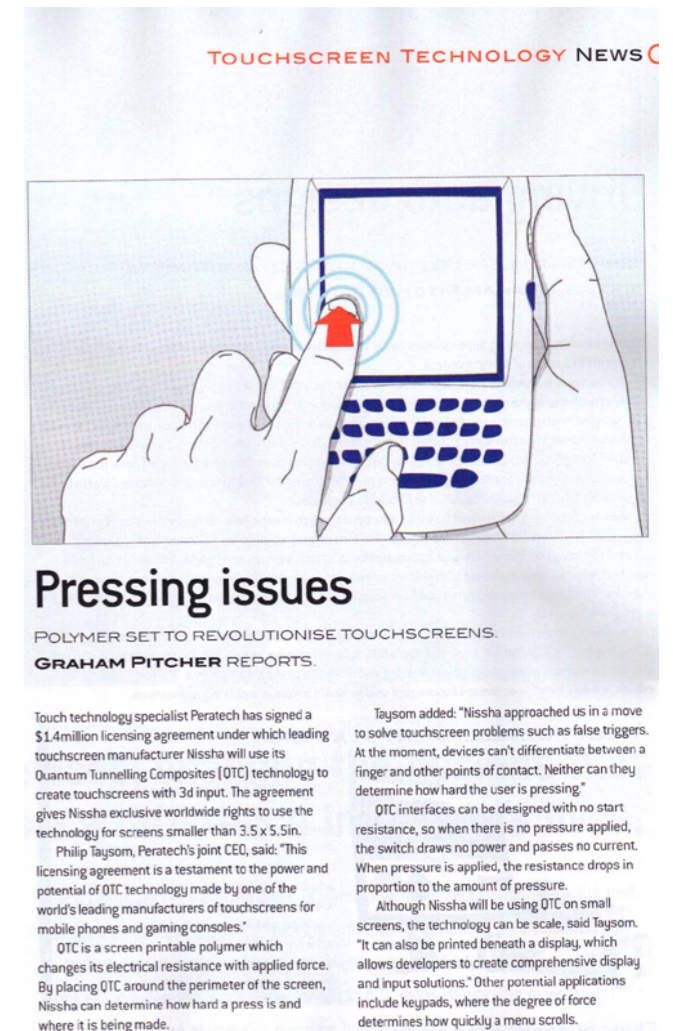 TOUCHSCREEN TECHNOLOGY NEWS
Pressing issues
POLYMER SET TO REVOLUTIONISE TOUCHSCREENS.
GRAHAM PITCHER REPORTS.
Touch technology specialist Peratech has signed a
$1.4million licensing agreement under which leading
touchscreen manufacturer Nissha will use its
Quantum Tunnelling Composites (QTC) technology to
create touchscreens with 3d input. The agreement
gives Nissha exclusive worldwide rights to use the
technology for screens smaller than 3.5 x 5.5in.
Philip Taysom, Peratech's joint CEO, said: "This
licensing agreement is a testament to the power and
potential of QTC technology made by one of the
world's leading manufacturers of touchscreens for
mobile phones and gaming consoles."
QTC is a screen printable polymer which
changes its electrical resistance with applied force.
By placing QTC around the perimeter of the screen,
Nissha can determine how hard a press is and
where it is being made.
Taysom added: "Nissha approached us in a move
to solve touchscreen problems such as false triggers.
At the moment, devices can't differentiate between a
finger and other points of contact. Neither can they
determine how hard the user is pressing."
QTC interfaces can be designed with no start
resistance, so when there is no pressure applied,
the switch draws no power and passes no current.
When pressure is applied, the resistance drops in
proportion to the amount of pressure.
Although Nissha will be using QTC on small
screens, the technology can be scale, said Taysom.
"It can also be printed beneath a display, which
allows developers to create comprehensive display
and input solutions." Other potential applications
include keypads, where the degree of force
determines how quickly a menu scrolls.